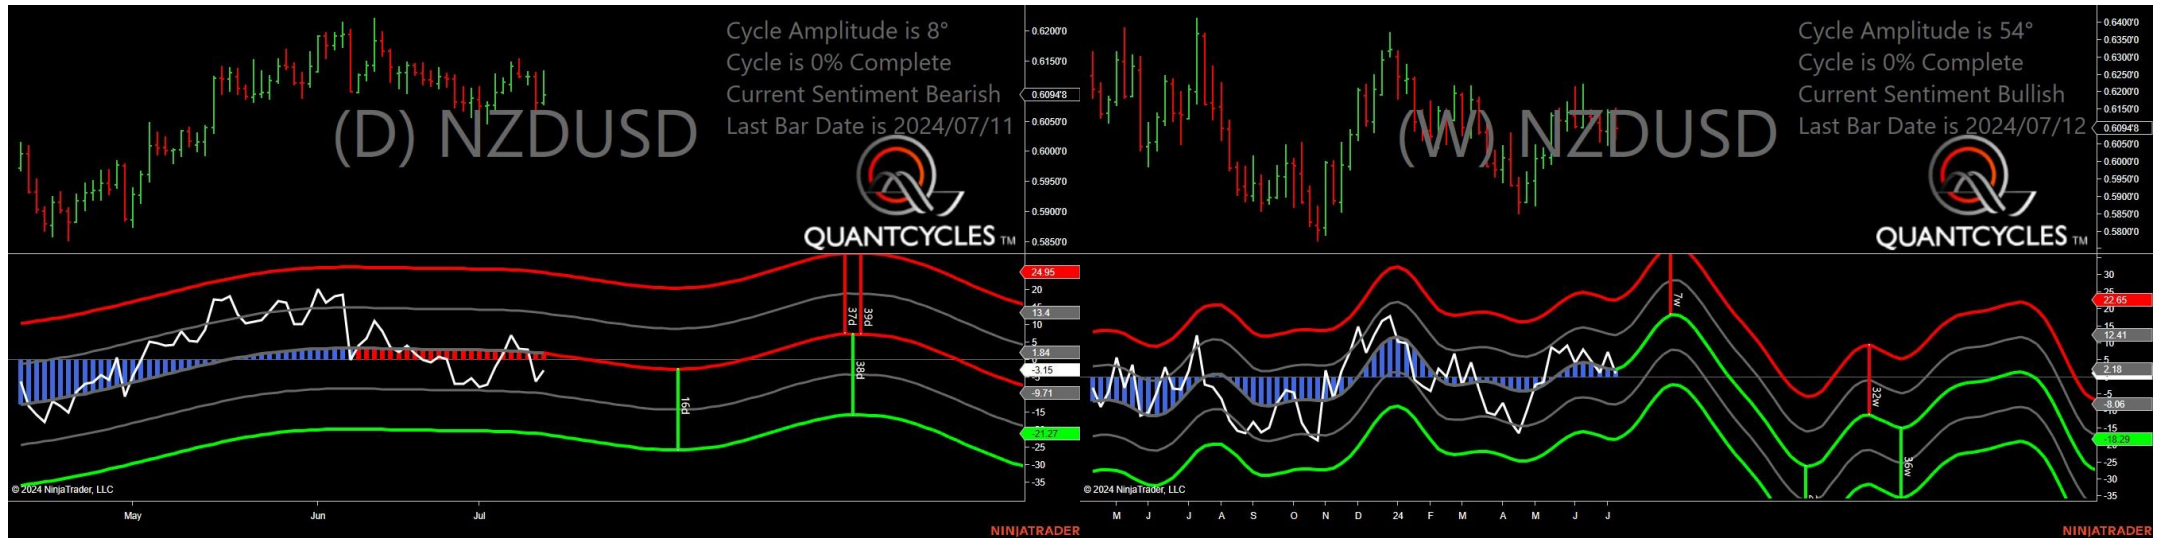 Cycle Amplitude is 8°
Cycle is 0% Complete
Current Sentiment Bearish
Last Bar Date is 2024/07/11
(D) NZDUSD
QUANTCYCLES TM
0.6200'0
0.6150'0
0.6094'8
0.6050'0
0.6000'0
0.5950'0
0.5900'0
0.5850'0
24.95
20
13.4
10
5
1.84
-3.15
-9.71
-15
-21.27
-25
-30
-35
37d
39d
38d
16d
© 2024 NinjaTrader, LLC
May
Jun
Jul
NINJATRADER
Cycle Amplitude is 54°
Cycle is 0% Complete
Current Sentiment Bullish
Last Bar Date is 2024/07/12
(W) NZDUSD
QUANTCYCLES TM
0.6400'0
0.6350'0
0.6300'0
0.6250'0
0.6200'0
0.6150'0
0.6094'8
0.6050'0
0.6000'0
0.5950'0
0.5900'0
0.5850'0
0.5800'0
30
25
22.65
20
15
12.41
10
5
2.18
-8.06
-10
-15
-18.29
-25
-30
-35
7w
32w
36w
© 2024 NinjaTrader, LLC
M J J A S O N D 24 F M A M J J
NINJATRADER